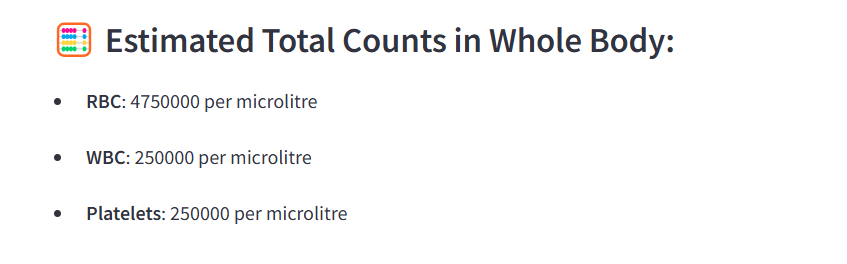 Estimated Total Counts in Whole Body:
RBC: 4750000 per microlitre
WBC: 250000 per microlitre
Platelets: 250000 per microlitre